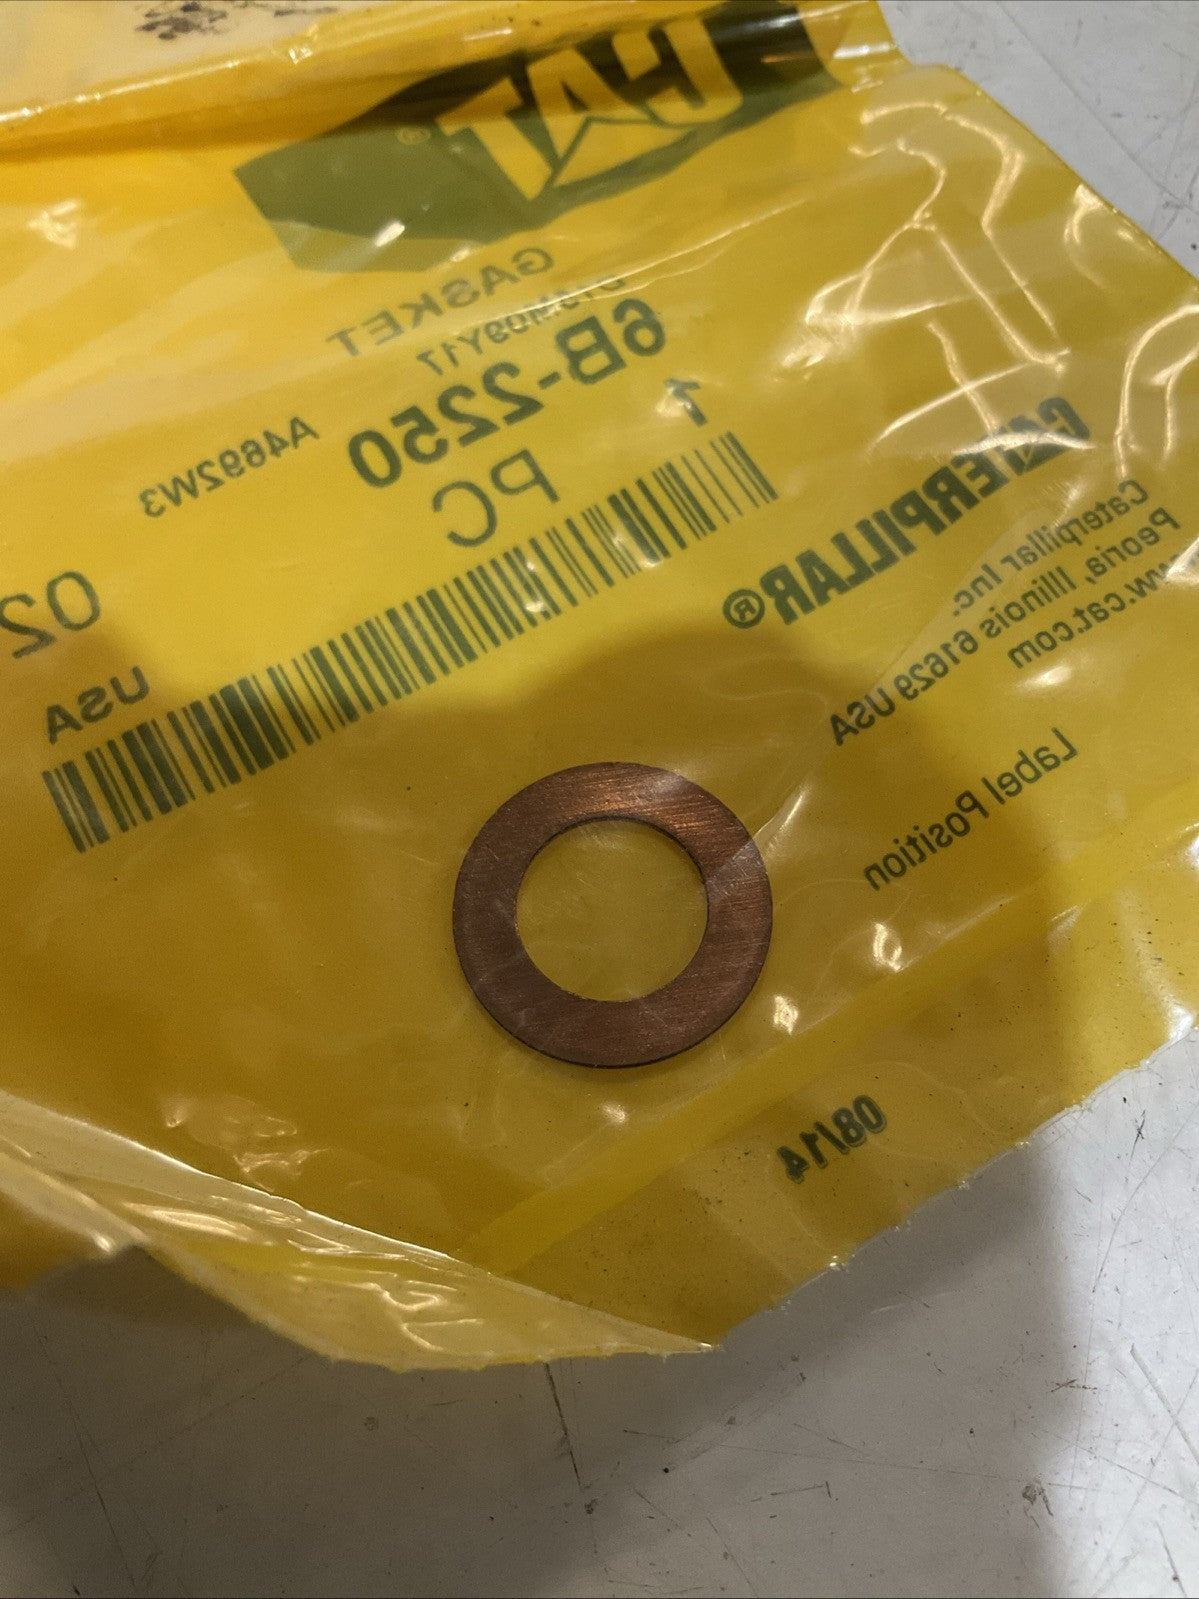 CAT®
GASKET
6B-2250
1
PC
A4692W3
02
USA
CATERPILLAR®
Caterpillar Inc.
Peoria, Illinois 61629 USA
www.cat.com
Label Position
08/14